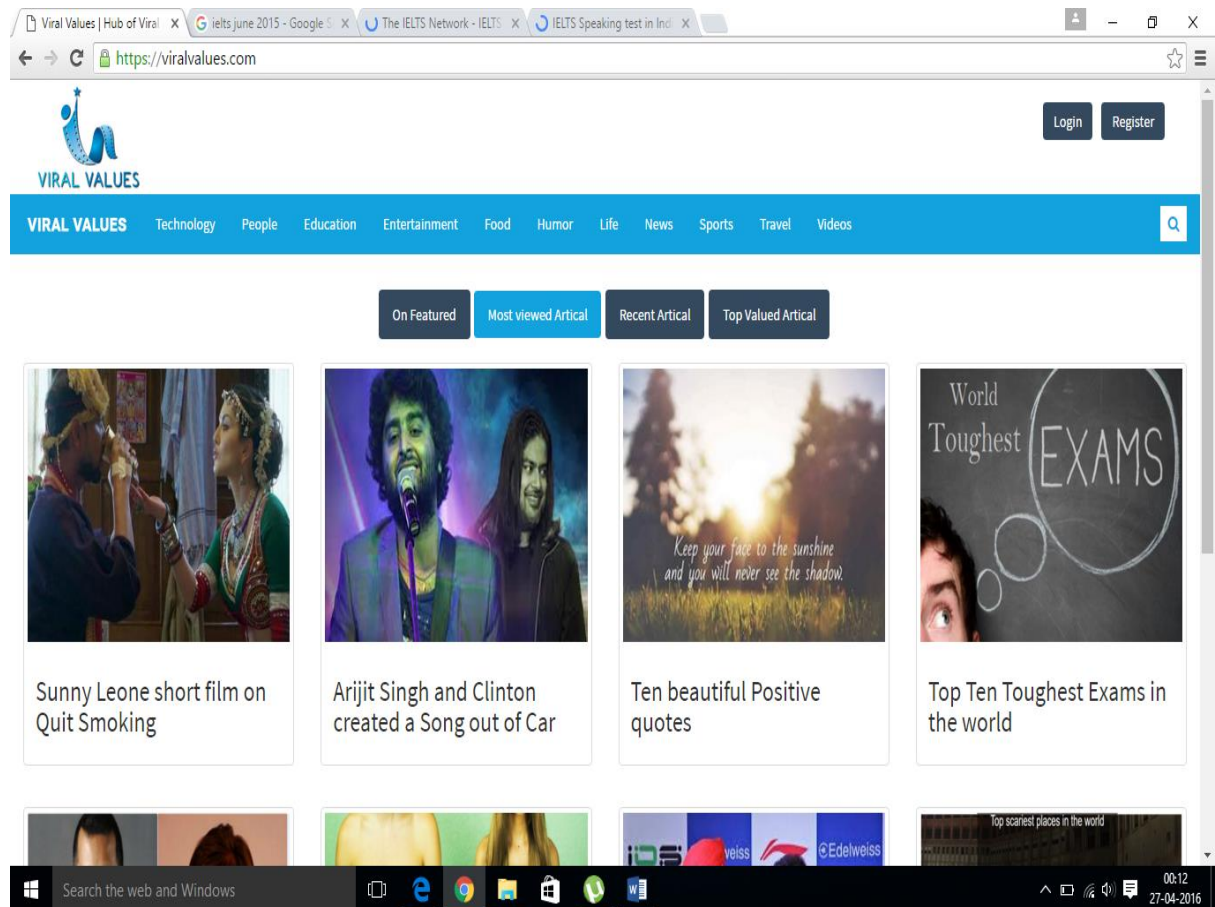 Viral Values | Hub of Viral
ielts june 2015 - Google S
The IELTS Network - IELTS
IELTS Speaking test in Ind
https://viralvalues.com
VIRAL VALUES
Login
Register
VIRAL VALUES Technology People Education Entertainment Food Humor Life News Sports Travel Videos
On Featured
Most viewed Artical
Recent Artical
Top Valued Artical
Keep your face to the sunshine
and you will never see the shadow.
World
Toughest
EXAMS
Sunny Leone short film on
Quit Smoking
Arijit Singh and Clinton
created a Song out of Car
Ten beautiful Positive
quotes
Top Ten Toughest Exams in
the world
Edelweiss
Top scariest places in the world
Search the web and Windows
00:12
27-04-2016